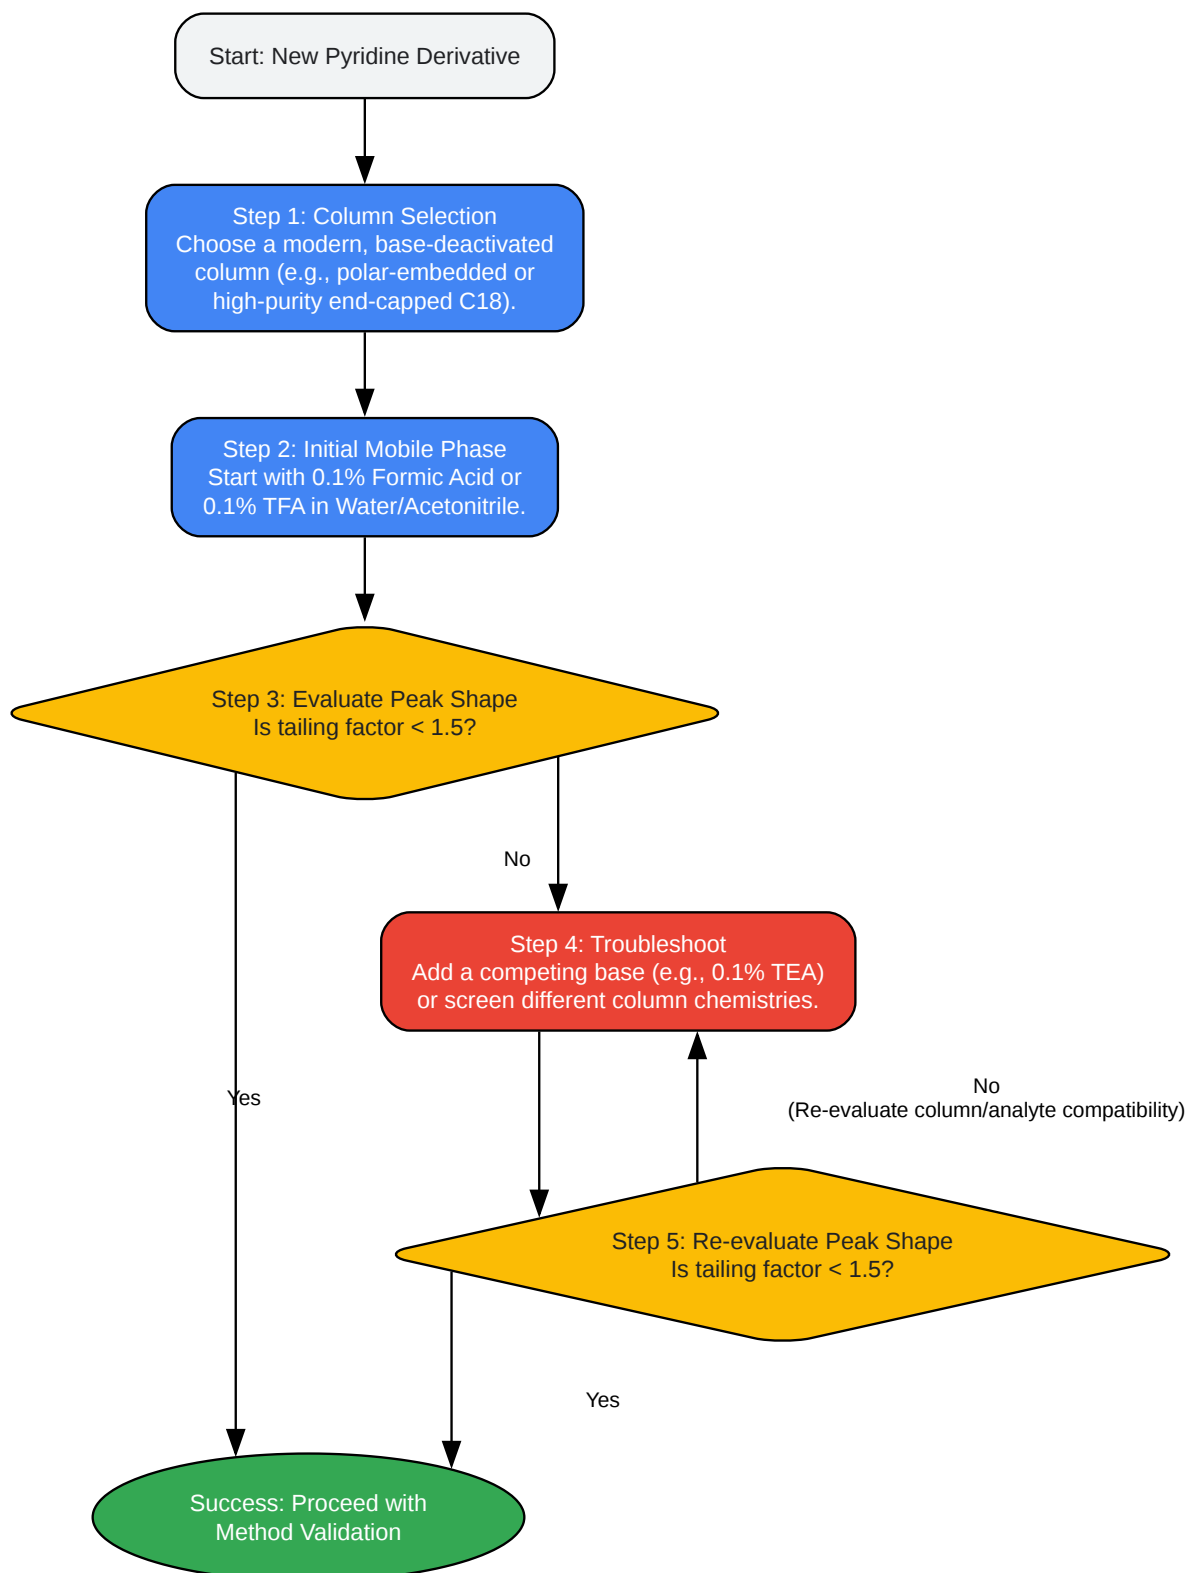 Start: New Pyridine Derivative
Step 1: Column Selection
Choose a modern, base-deactivated
column (e.g., polar-embedded or
high-purity end-capped C18).
Step 2: Initial Mobile Phase
Start with 0.1% Formic Acid or
0.1% TFA in Water/Acetonitrile.
Step 3: Evaluate Peak Shape
Is tailing factor < 1.5?
No
Step 4: Troubleshoot
Add a competing base (e.g., 0.1% TEA)
or screen different column chemistries.
Yes
No
(Re-evaluate column/analyte compatibility)
Step 5: Re-evaluate Peak Shape
Is tailing factor < 1.5?
Yes
Success: Proceed with
Method Validation